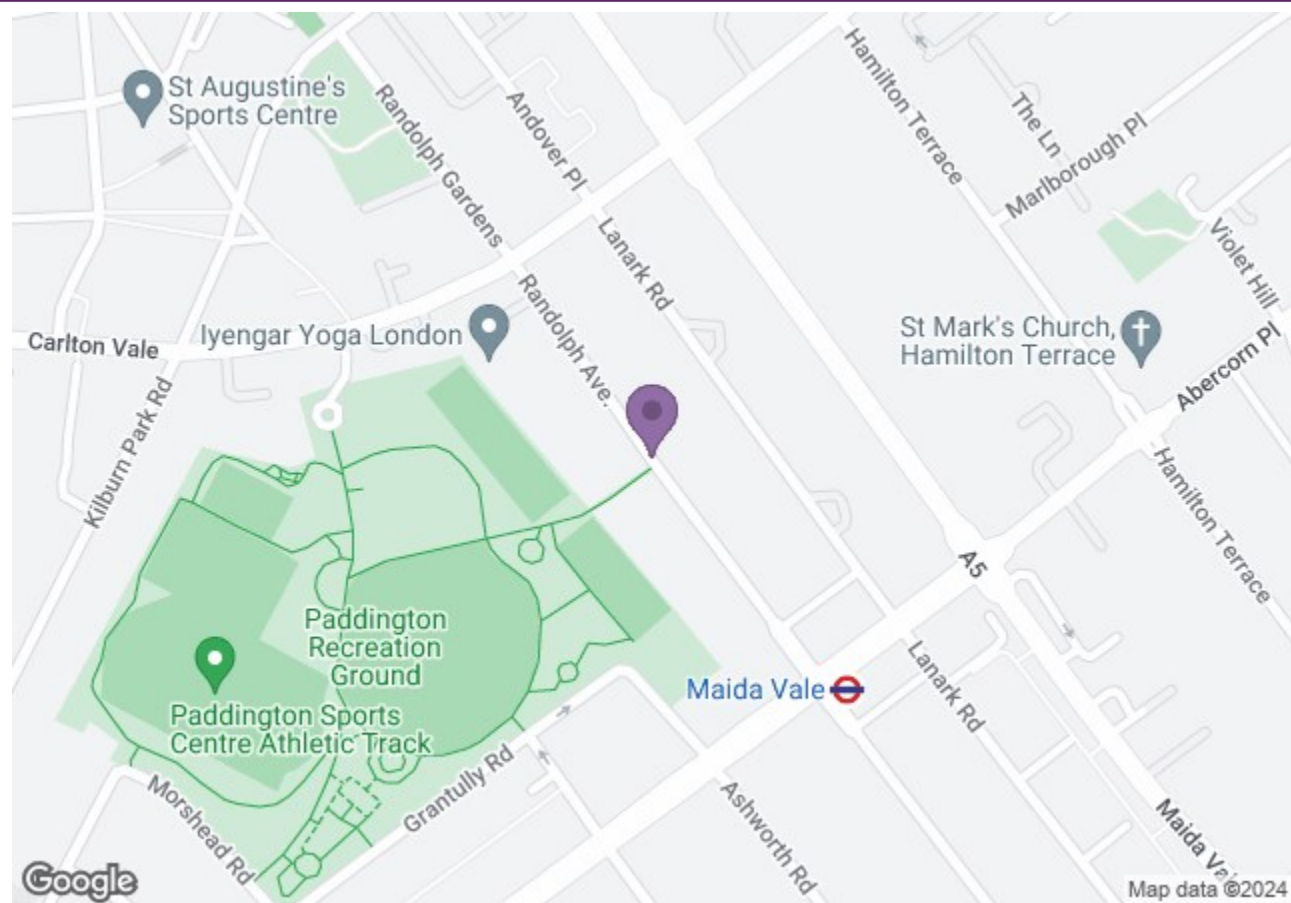 St Augustine's
Sports Centre
Randolph Gardens
Andover Pl
Hamilton Terrace
The Ln
Marlborough Pl
Violet Hill
Lanark Rd
Randolph Ave.
Carlton Vale
Iyengar Yoga London
St Mark's Church,
Hamilton Terrace
Abercorn Pl
Kilburn Park Rd
Hamilton Terrace
A5
Paddington
Recreation
Ground
Paddington Sports
Centre Athletic Track
Maida Vale
Lanark Rd
Grantully Rd
Ashworth Rd
Morshead Rd
Maida Vale
Google
Map data ©2024